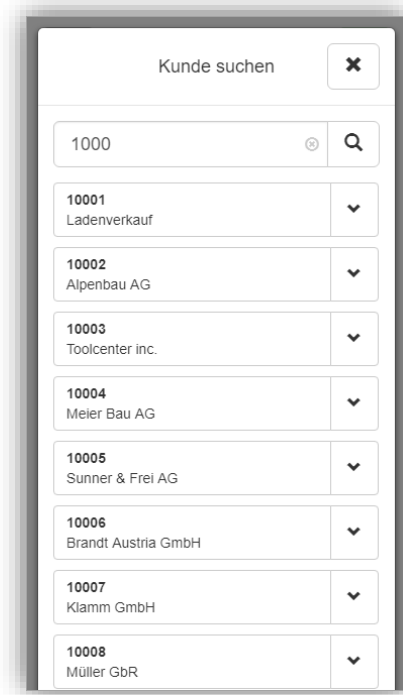 Kunde suchen
1000
10001
Ladenverkauf
10002
Alpenbau AG
10003
Toolcenter inc.
10004
Meier Bau AG
10005
Sunner & Frei AG
10006
Brandt Austria GmbH
10007
Klamm GmbH
10008
Müller GbR